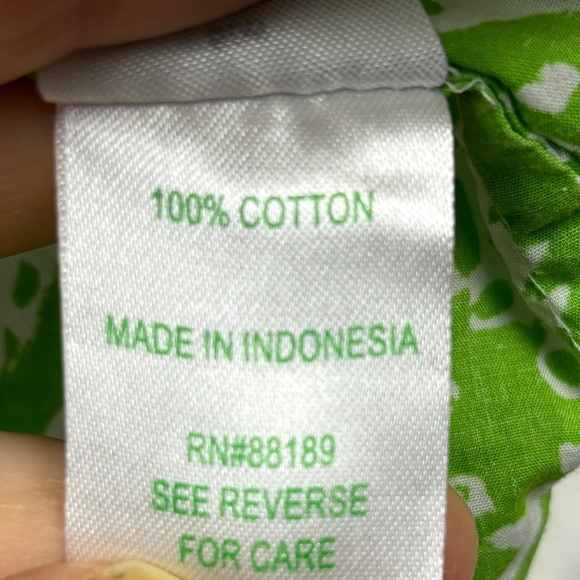 100% COTTON
MADE IN INDONESIA
RN#88189
SEE REVERSE
FOR CARE